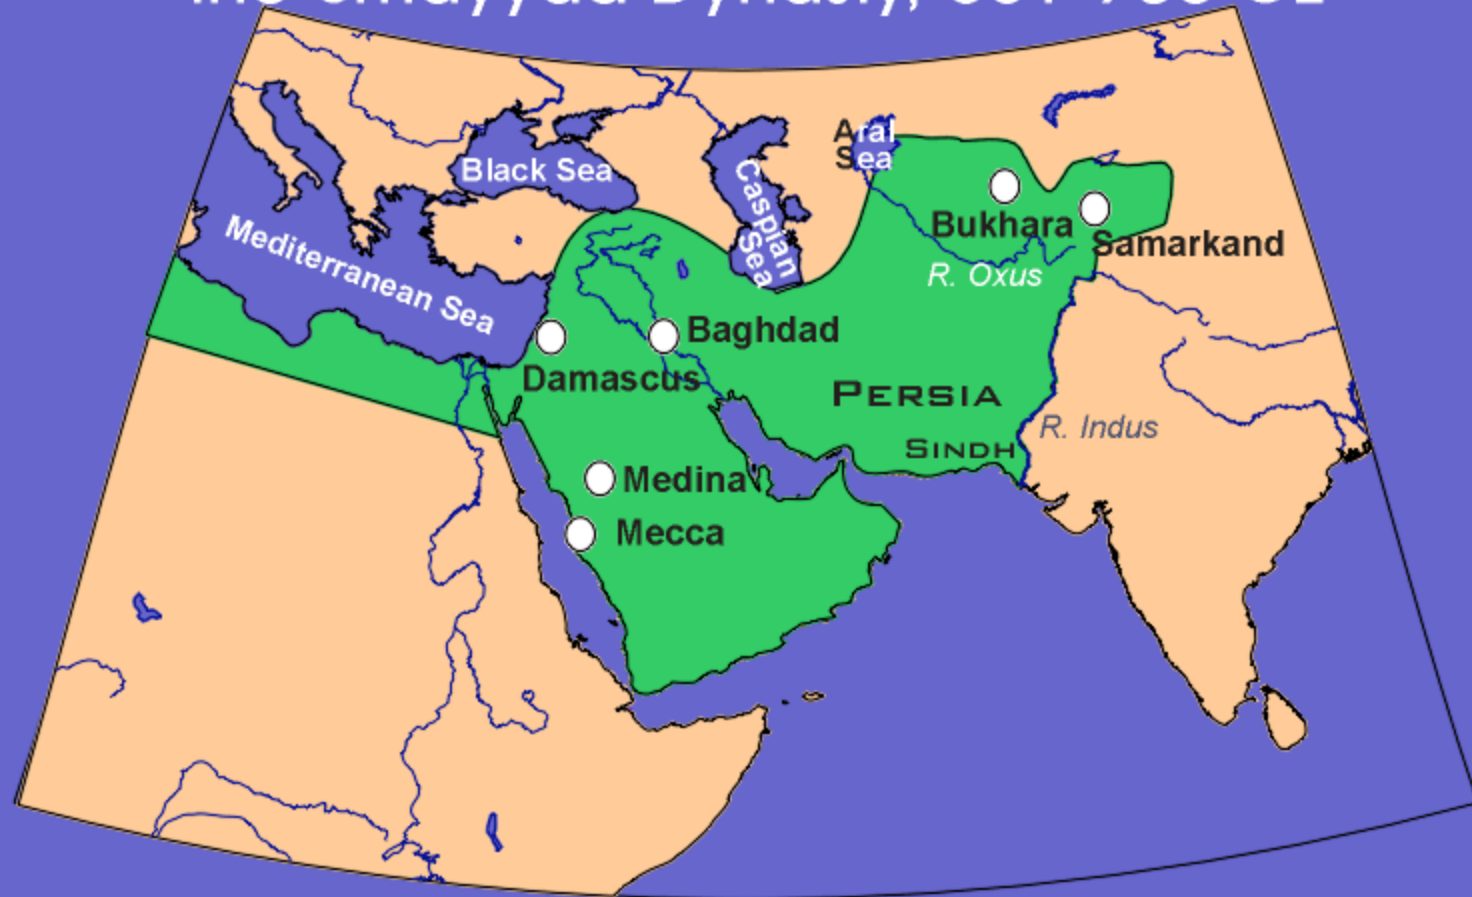 Aral
Sea
Black Sea
Caspian
Sea
Mediterranean Sea
Bukhara
Samarkand
R. Oxus
Baghdad
Damascus
PERSIA
SINDH
R. Indus
Medina
Mecca